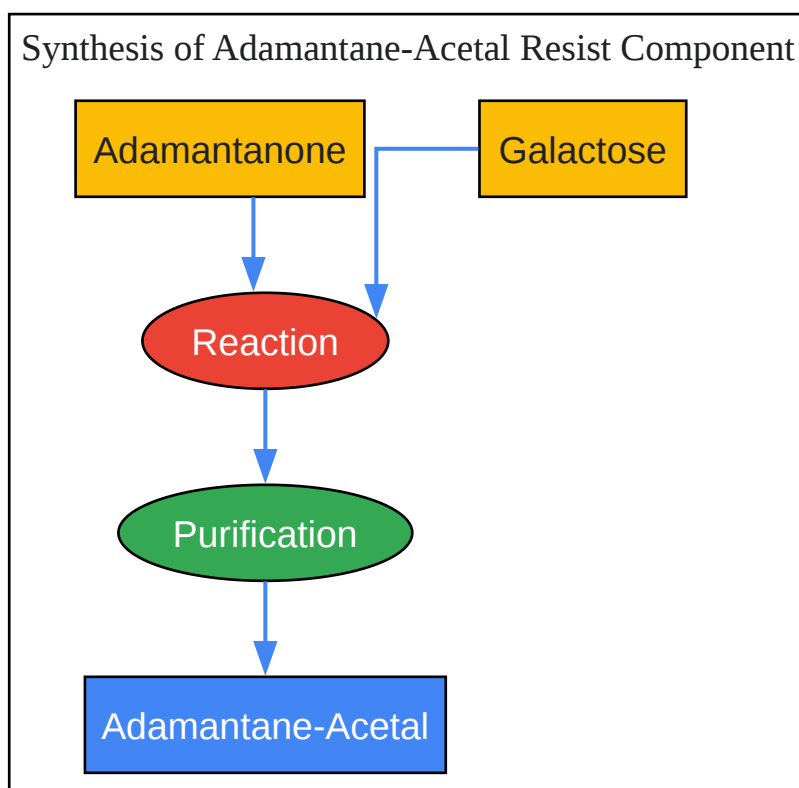 Synthesis of Adamantane-Acetal Resist Component
Adamantanone
Galactose
Reaction
Purification
Adamantane-Acetal